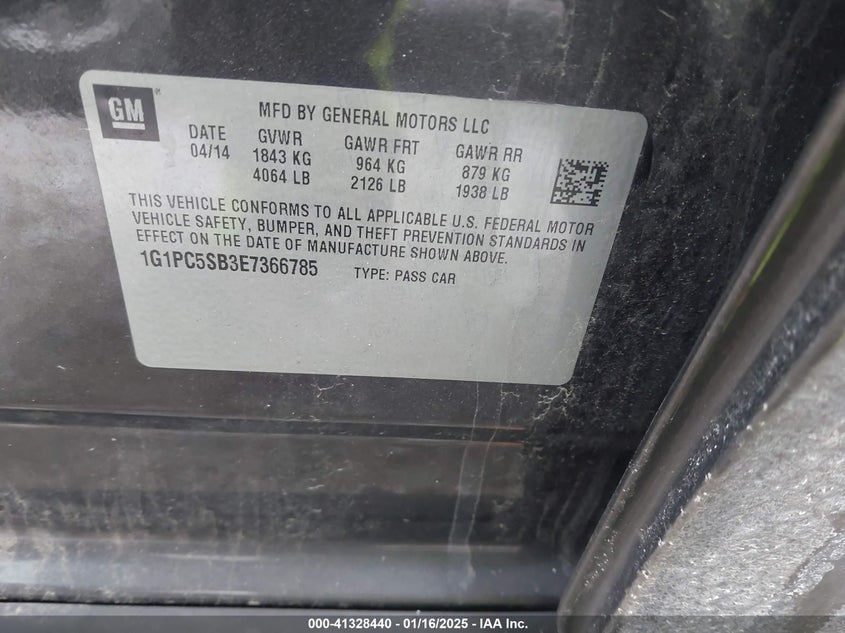 GM
MFD BY GENERAL MOTORS LLC
DATE GVWR GAWR FRT GAWR RR
04/14 1843 KG 964 KG 879 KG
4064 LB 2126 LB 1938 LB
THIS VEHICLE CONFORMS TO ALL APPLICABLE U.S. FEDERAL MOTOR
VEHICLE SAFETY, BUMPER, AND THEFT PREVENTION STANDARDS IN
EFFECT ON THE DATE OF MANUFACTURE SHOWN ABOVE.
1G1PC5SB3E7366785 TYPE: PASS CAR
000-41328440 - 01/16/2025 - IAA Inc.